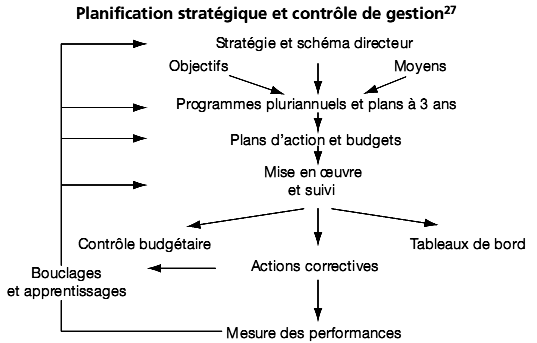 Planification stratégique et contrôle de gestion27
Stratégie et schéma directeur
Objectifs
Moyens
Programmes pluriannuels et plans à 3 ans
Plans d'action et budgets
Mise en œuvre
et suivi
Contrôle budgétaire
Tableaux de bord
Actions correctives
Bouclages
et apprentissages
Mesure des performances